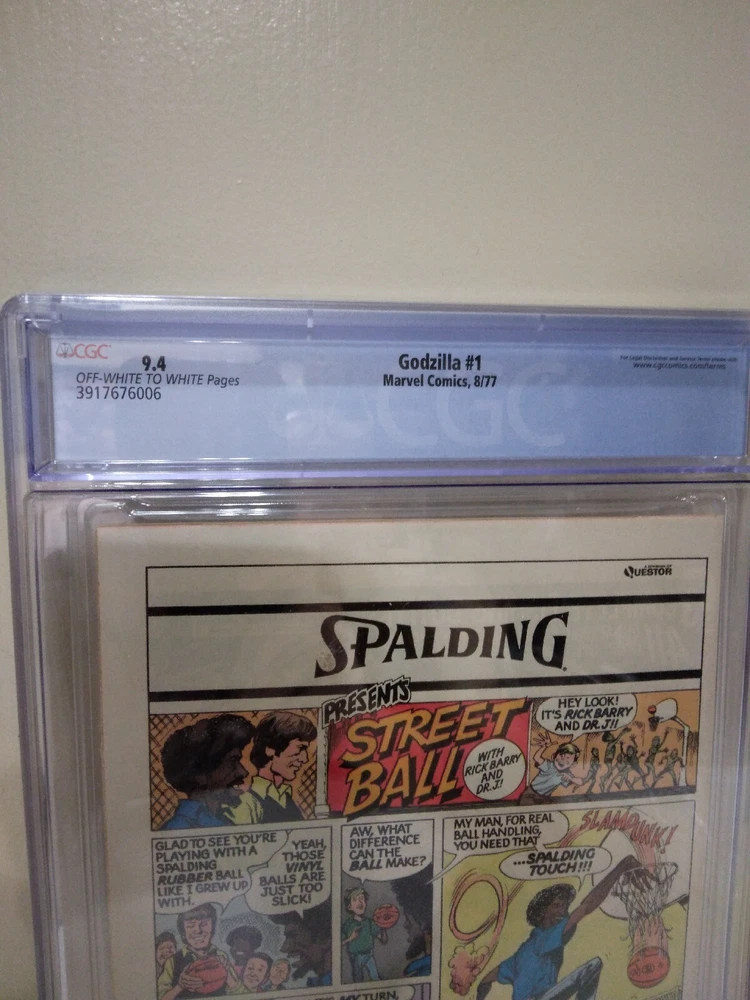 CGC
9.4
OFF-WHITE TO WHITE Pages
3917676006
Godzilla #1
Marvel Comics, 8/77
www.cgccomics.com/terms
CGC
QUESTOR
SPALDING
PRESENTS
STREET
BALL
WITH
RICK BARRY
AND
DR. J!
HEY LOOK!
IT'S RICK BARRY
AND DR. J!!
GLAD TO SEE YOU'RE
PLAYING WITH A
SPALDING
RUBBER BALL
LIKE I GREW UP
WITH.
YEAH,
THOSE
VINYL
BALLS ARE
JUST TOO
SLICK!
AW, WHAT
DIFFERENCE
CAN THE
BALL MAKE?
MY MAN, FOR REAL
BALL HANDLING,
YOU NEED THAT
...SPALDING
TOUCH!!!
SLAMDUNK!
TURN,